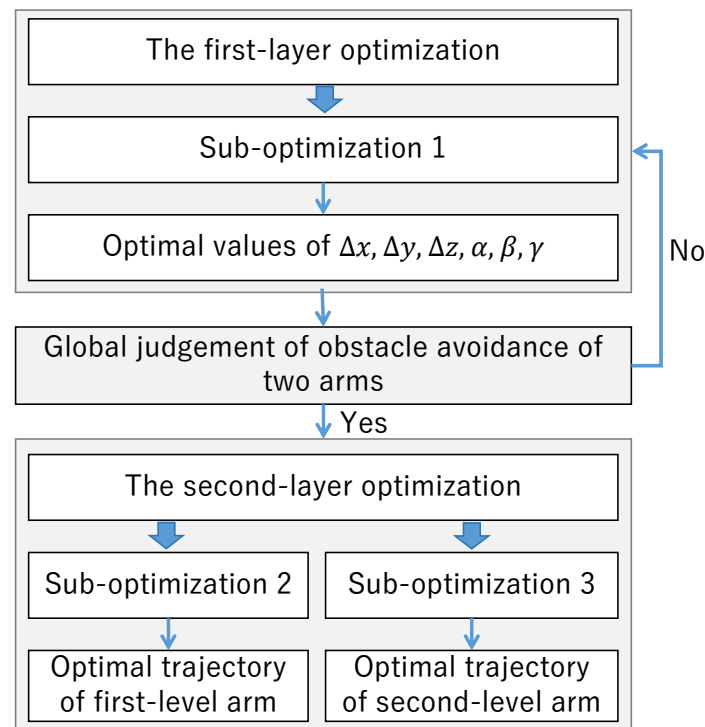 The first-layer optimization
Sub-optimization 1
Optimal values of Δx, Δy, Δz, α, β, γ
No
Global judgement of obstacle avoidance of
two arms
Yes
The second-layer optimization
Sub-optimization 2
Sub-optimization 3
Optimal trajectory
of first-level arm
Optimal trajectory
of second-level arm